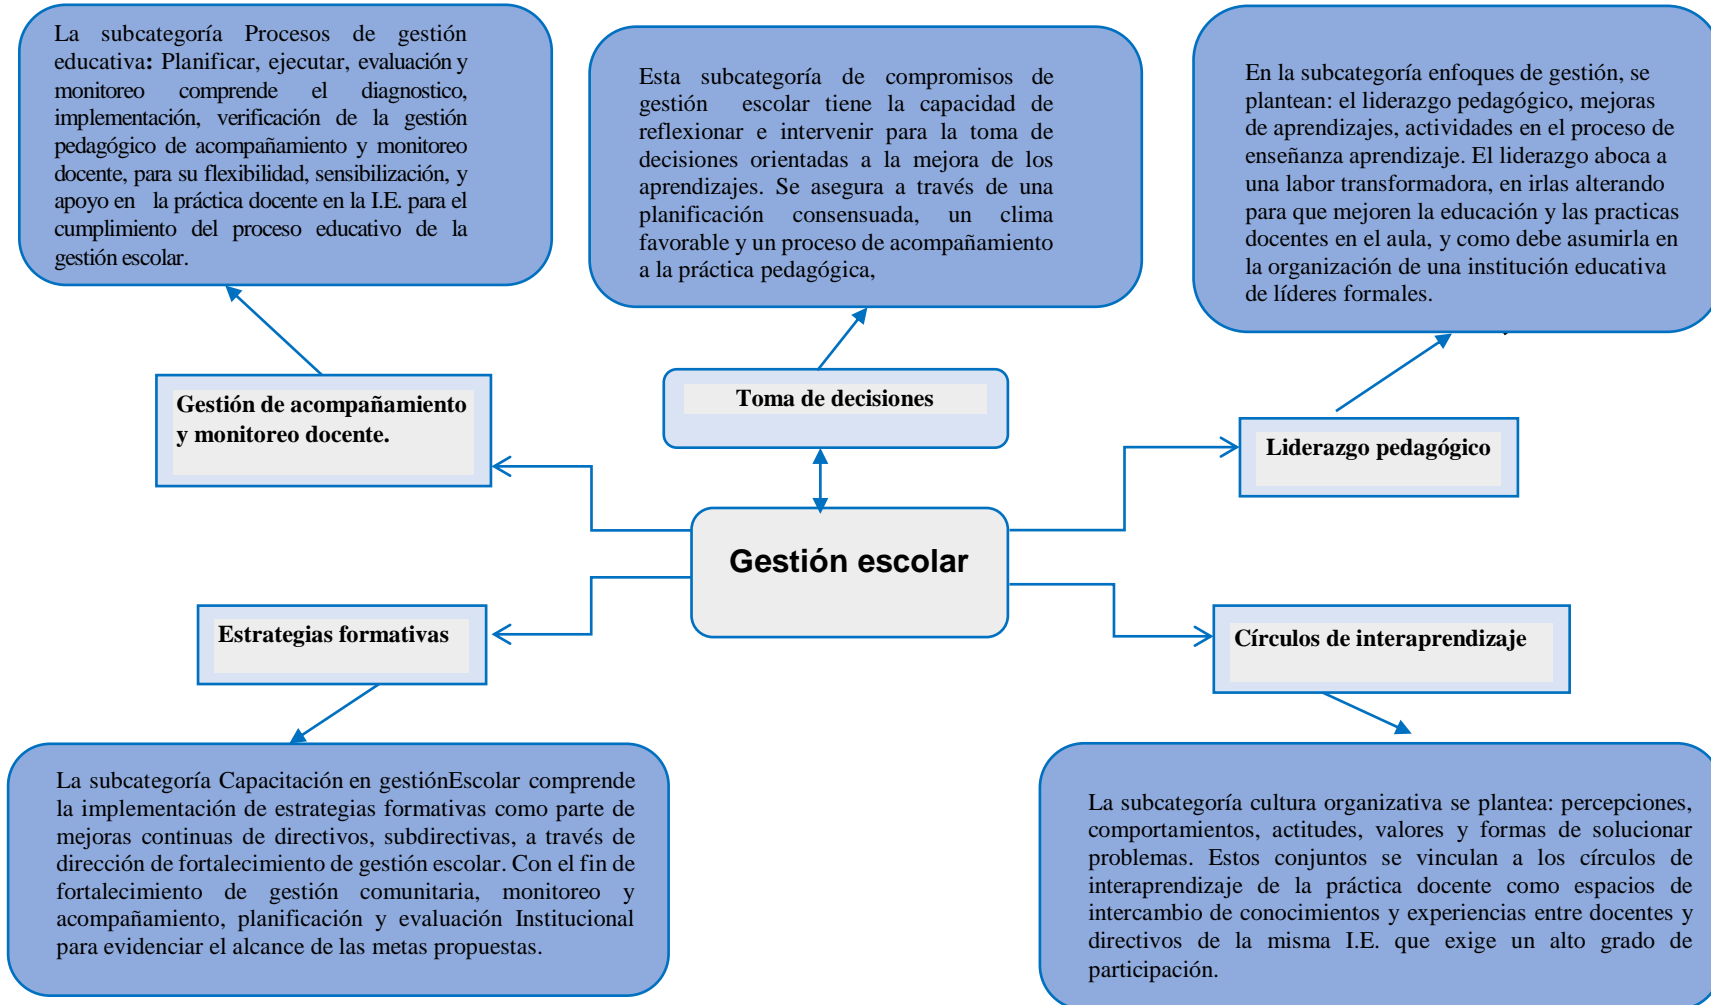 La subcategoría Procesos de gestión
educativa: Planificar, ejecutar, evaluación y
monitoreo comprende el diagnostico,
implementación, verificación de la gestión
pedagógico de acompañamiento y monitoreo
docente, para su flexibilidad, sensibilización, y
apoyo en la práctica docente en la I.E. para el
cumplimiento del proceso educativo de la
gestión escolar.
Esta subcategoría de compromisos de
gestión escolar tiene la capacidad de
reflexionar e intervenir para la toma de
decisiones orientadas a la mejora de los
aprendizajes. Se asegura a través de una
planificación consensuada, un clima
favorable y un proceso de acompañamiento
a la práctica pedagógica,
En la subcategoría enfoques de gestión, se
plantean: el liderazgo pedagógico, mejoras
de aprendizajes, actividades en el proceso de
enseñanza aprendizaje. El liderazgo aboca a
una labor transformadora, en irlas alterando
para que mejoren la educación y las practicas
docentes en el aula, y como debe asumirla en
la organización de una institución educativa
de líderes formales.
Gestión de acompañamiento
y monitoreo docente.
Toma de decisiones
Liderazgo pedagógico
Gestión escolar
Estrategias formativas
Círculos de interaprendizaje
La subcategoría Capacitación en gestiónEscolar comprende
la implementación de estrategias formativas como parte de
mejoras continuas de directivos, subdirectivas, a través de
dirección de fortalecimiento de gestión escolar. Con el fin de
fortalecimiento de gestión comunitaria, monitoreo y
acompañamiento, planificación y evaluación Institucional
para evidenciar el alcance de las metas propuestas.
La subcategoría cultura organizativa se plantea: percepciones,
comportamientos, actitudes, valores y formas de solucionar
problemas. Estos conjuntos se vinculan a los círculos de
interaprendizaje de la práctica docente como espacios de
intercambio de conocimientos y experiencias entre docentes y
directivos de la misma I.E. que exige un alto grado de
participación.